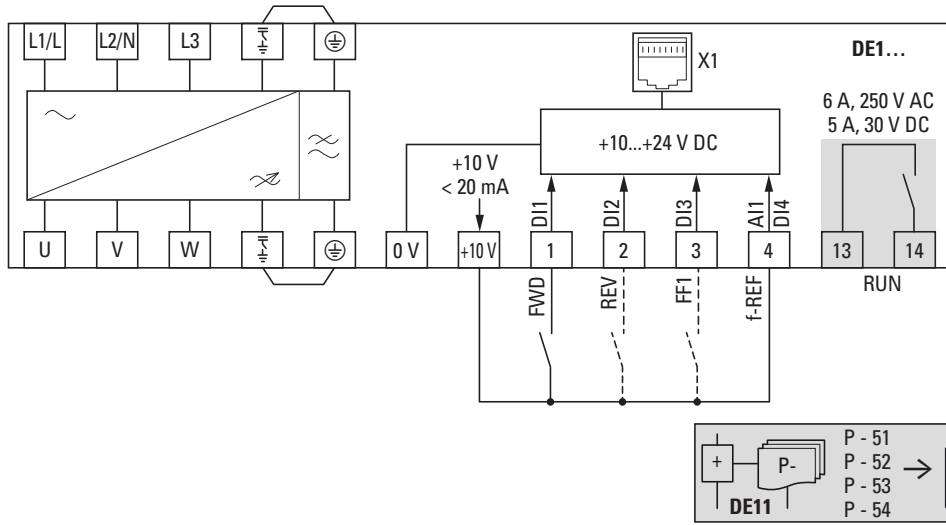 L1/L L2/N L3
X1
DE1...
6 A, 250 V AC
5 A, 30 V DC
+10...+24 V DC
+10 V
< 20 mA
DI1
DI2
DI3
AI1
DI4
U V W 0 V +10 V 1 2 3 4 13 14
RUN
FWD
REV
FF1
f-REF
+ P-
DE11
P - 51
P - 52
P - 53
P - 54